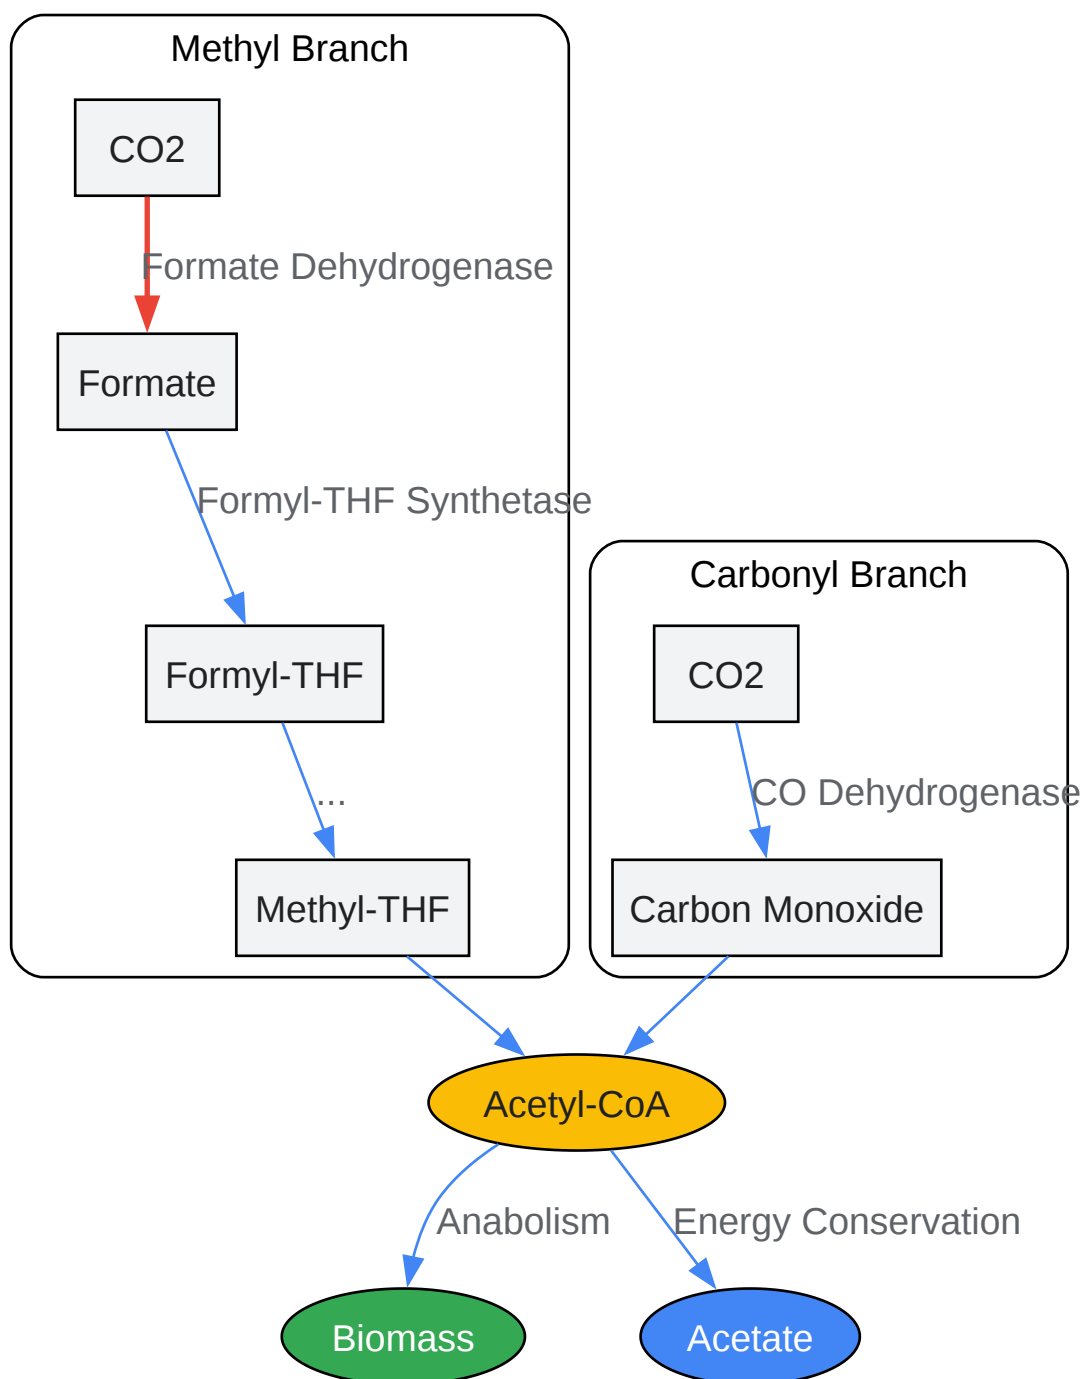 Methyl Branch
CO2
Formate Dehydrogenase
Formate
Formyl-THF Synthetase
Formyl-THF
...
Methyl-THF
Carbonyl Branch
CO2
CO Dehydrogenase
Carbon Monoxide
Acetyl-CoA
Anabolism
Energy Conservation
Biomass
Acetate